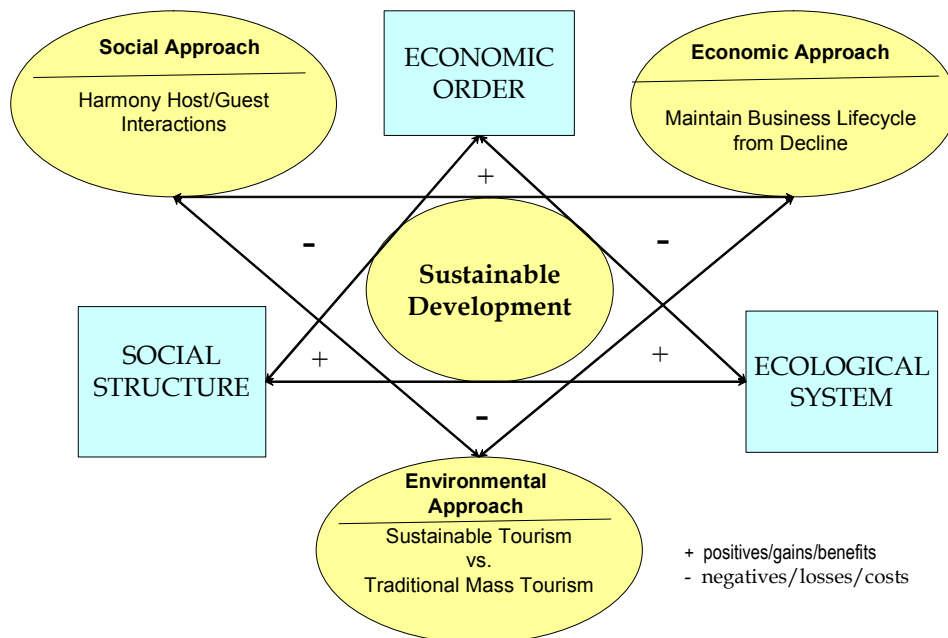 Social Approach
Harmony Host/Guest
Interactions
ECONOMIC
ORDER
Economic Approach
Maintain Business Lifecycle
from Decline
+
-
-
Sustainable
Development
SOCIAL
STRUCTURE
+
+
ECOLOGICAL
SYSTEM
-
Environmental
Approach
Sustainable Tourism
vs.
Traditional Mass Tourism
+ positives/gains/benefits
- negatives/losses/costs